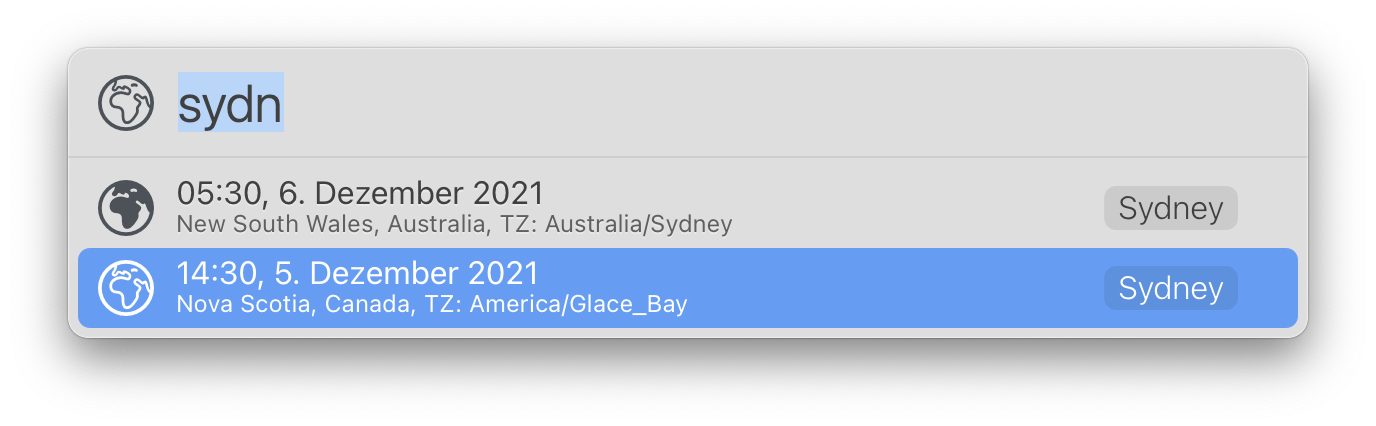 sydn
05:30, 6. Dezember 2021
New South Wales, Australia, TZ: Australia/Sydney
Sydney
14:30, 5. Dezember 2021
Nova Scotia, Canada, TZ: America/Glace_Bay
Sydney